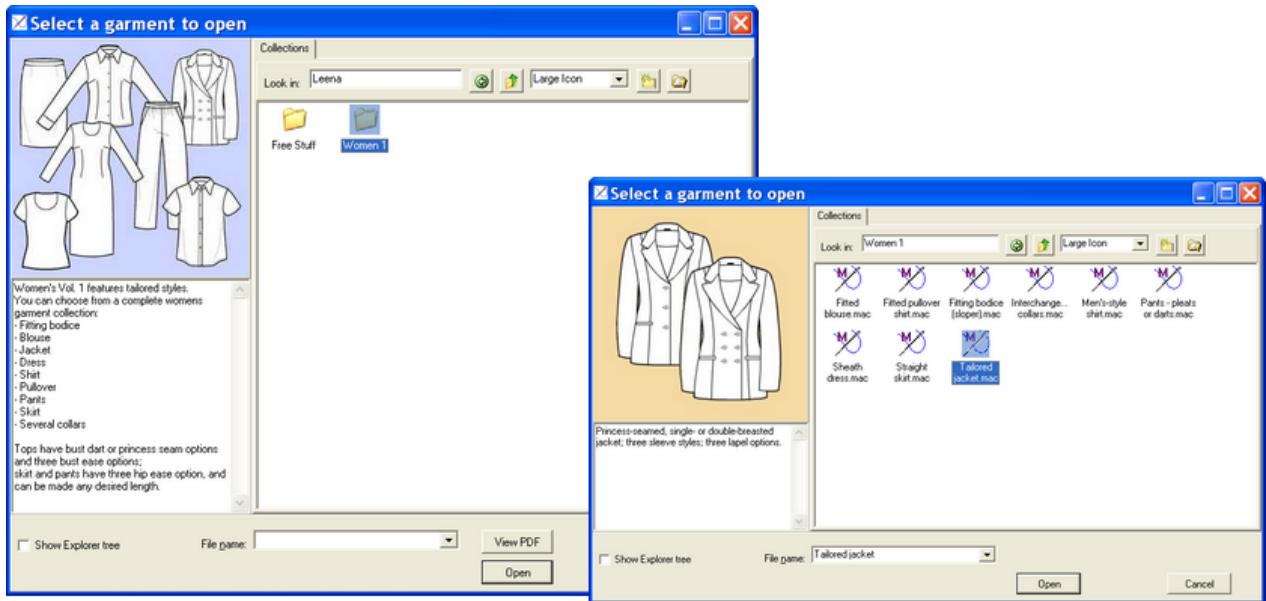 Select a garment to open
Collections
Look in: Leena
Large Icon
Free Stuff
Women 1
Women's Vol. 1 features tailored styles.
You can choose from a complete womens
garment collection:
- Fitting bodice
- Blouse
- Jacket
- Dress
- Shirt
- Pullover
- Pants
- Skirt
- Several collars
Tops have bust dart or princess seam options
and three bust ease options;
skirt and pants have three hip ease option, and
can be made any desired length.
Show Explorer tree
File name:
View PDF
Open
Select a garment to open
Collections
Look in: Women 1
Large Icon
Fitted
blouse.mac
Fitted pullover
shirt.mac
Fitting bodice
(sloper).mac
Interchange...
collars.mac
Men's-style
shirt.mac
Pants - pleats
or darts.mac
Sheath
dress.mac
Straight
skirt.mac
Tailored
jacket.mac
Princess-seamed, single- or double-breasted
jacket; three sleeve styles; three lapel options.
Show Explorer tree
File name: Tailored jacket
Open
Cancel